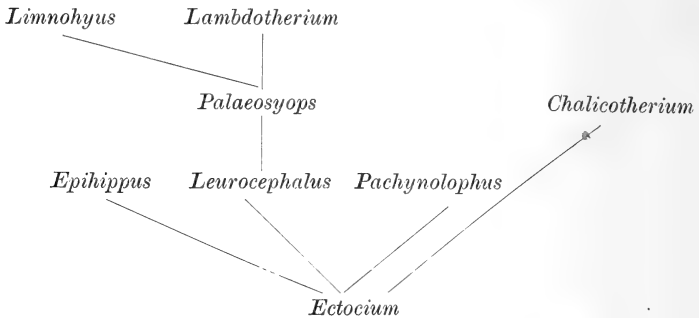 Limnohyus Lambdotherium
Palaeosyops
Chalicotherium
Epihippus Leurocephalus Pachynolophus
Ectocium